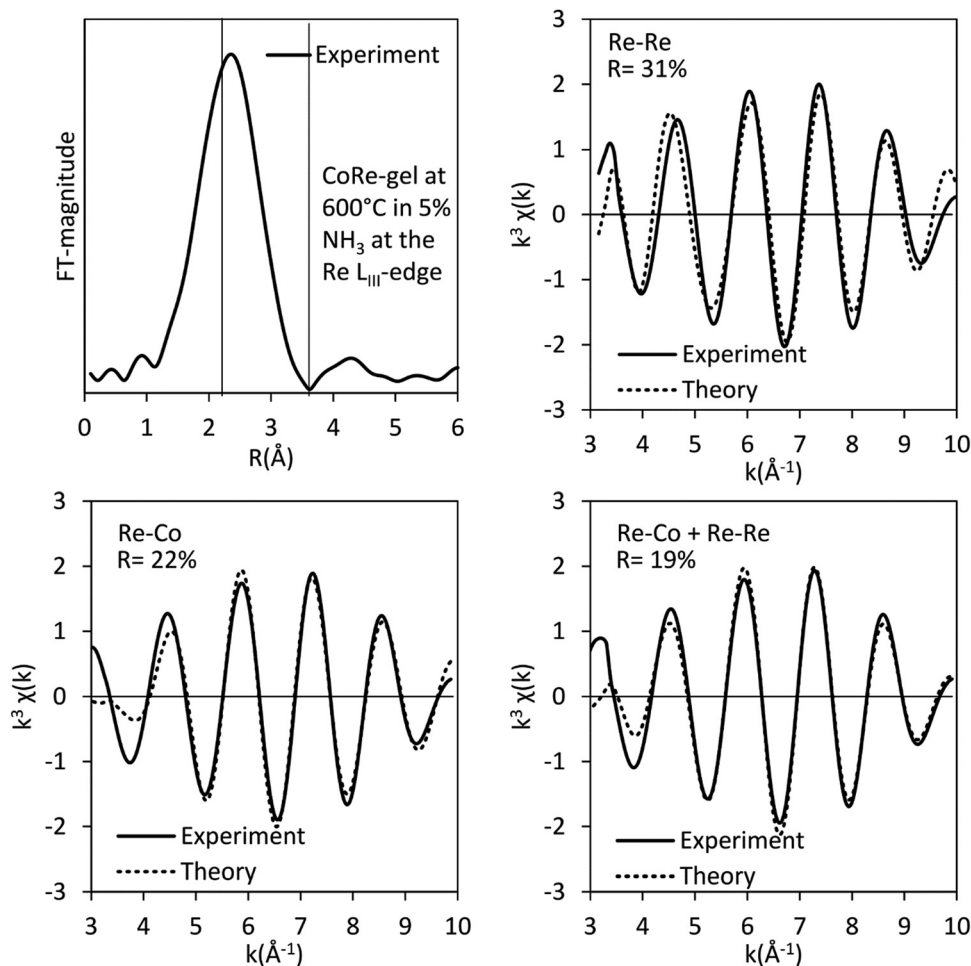 Experiment
CoRe-gel at
600°C in 5%
NH₃ at the
Re L_III-edge
FT-magnitude
0 1 2 3 4 5 6
R(Å)
Re-Re
R= 31%
3
2
1
0
-1
-2
-3
k³ χ(k)
Experiment
Theory
3 4 5 6 7 8 9 10
k(Å⁻¹)
Re-Co
R= 22%
3
2
1
0
-1
-2
-3
k³ χ(k)
Experiment
Theory
3 4 5 6 7 8 9 10
k(Å⁻¹)
Re-Co + Re-Re
R= 19%
3
2
1
0
-1
-2
-3
k³ χ(k)
Experiment
Theory
3 4 5 6 7 8 9 10
k(Å⁻¹)